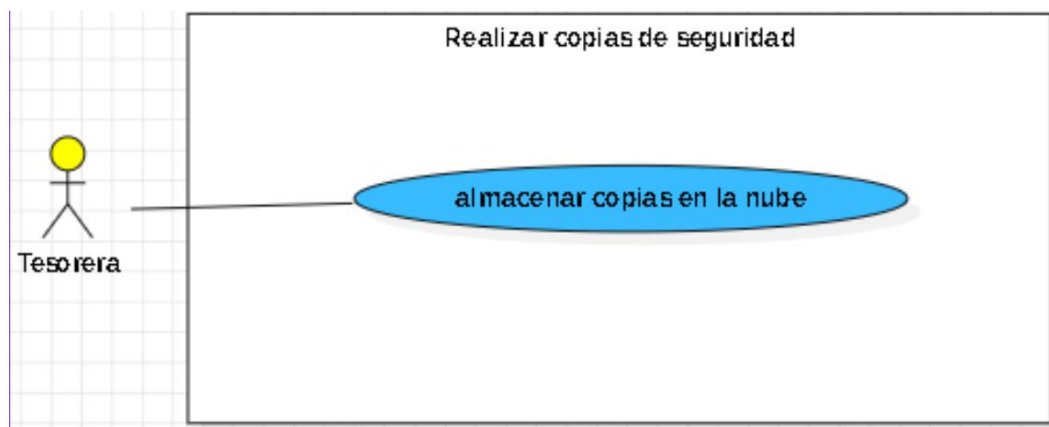 Realizar copias de seguridad
almacenar copias en la nube
Tesorera